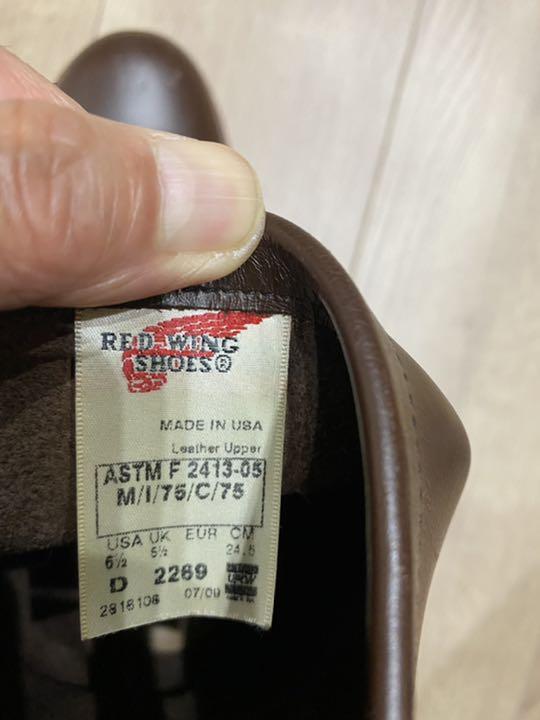 RED WING
SHOES®
MADE IN USA
Leather Upper
ASTM F 2413-05
M/I/75/C/75
USA UK EUR CM
6½ 5½ 24.5
D 2269
2818108 07/09